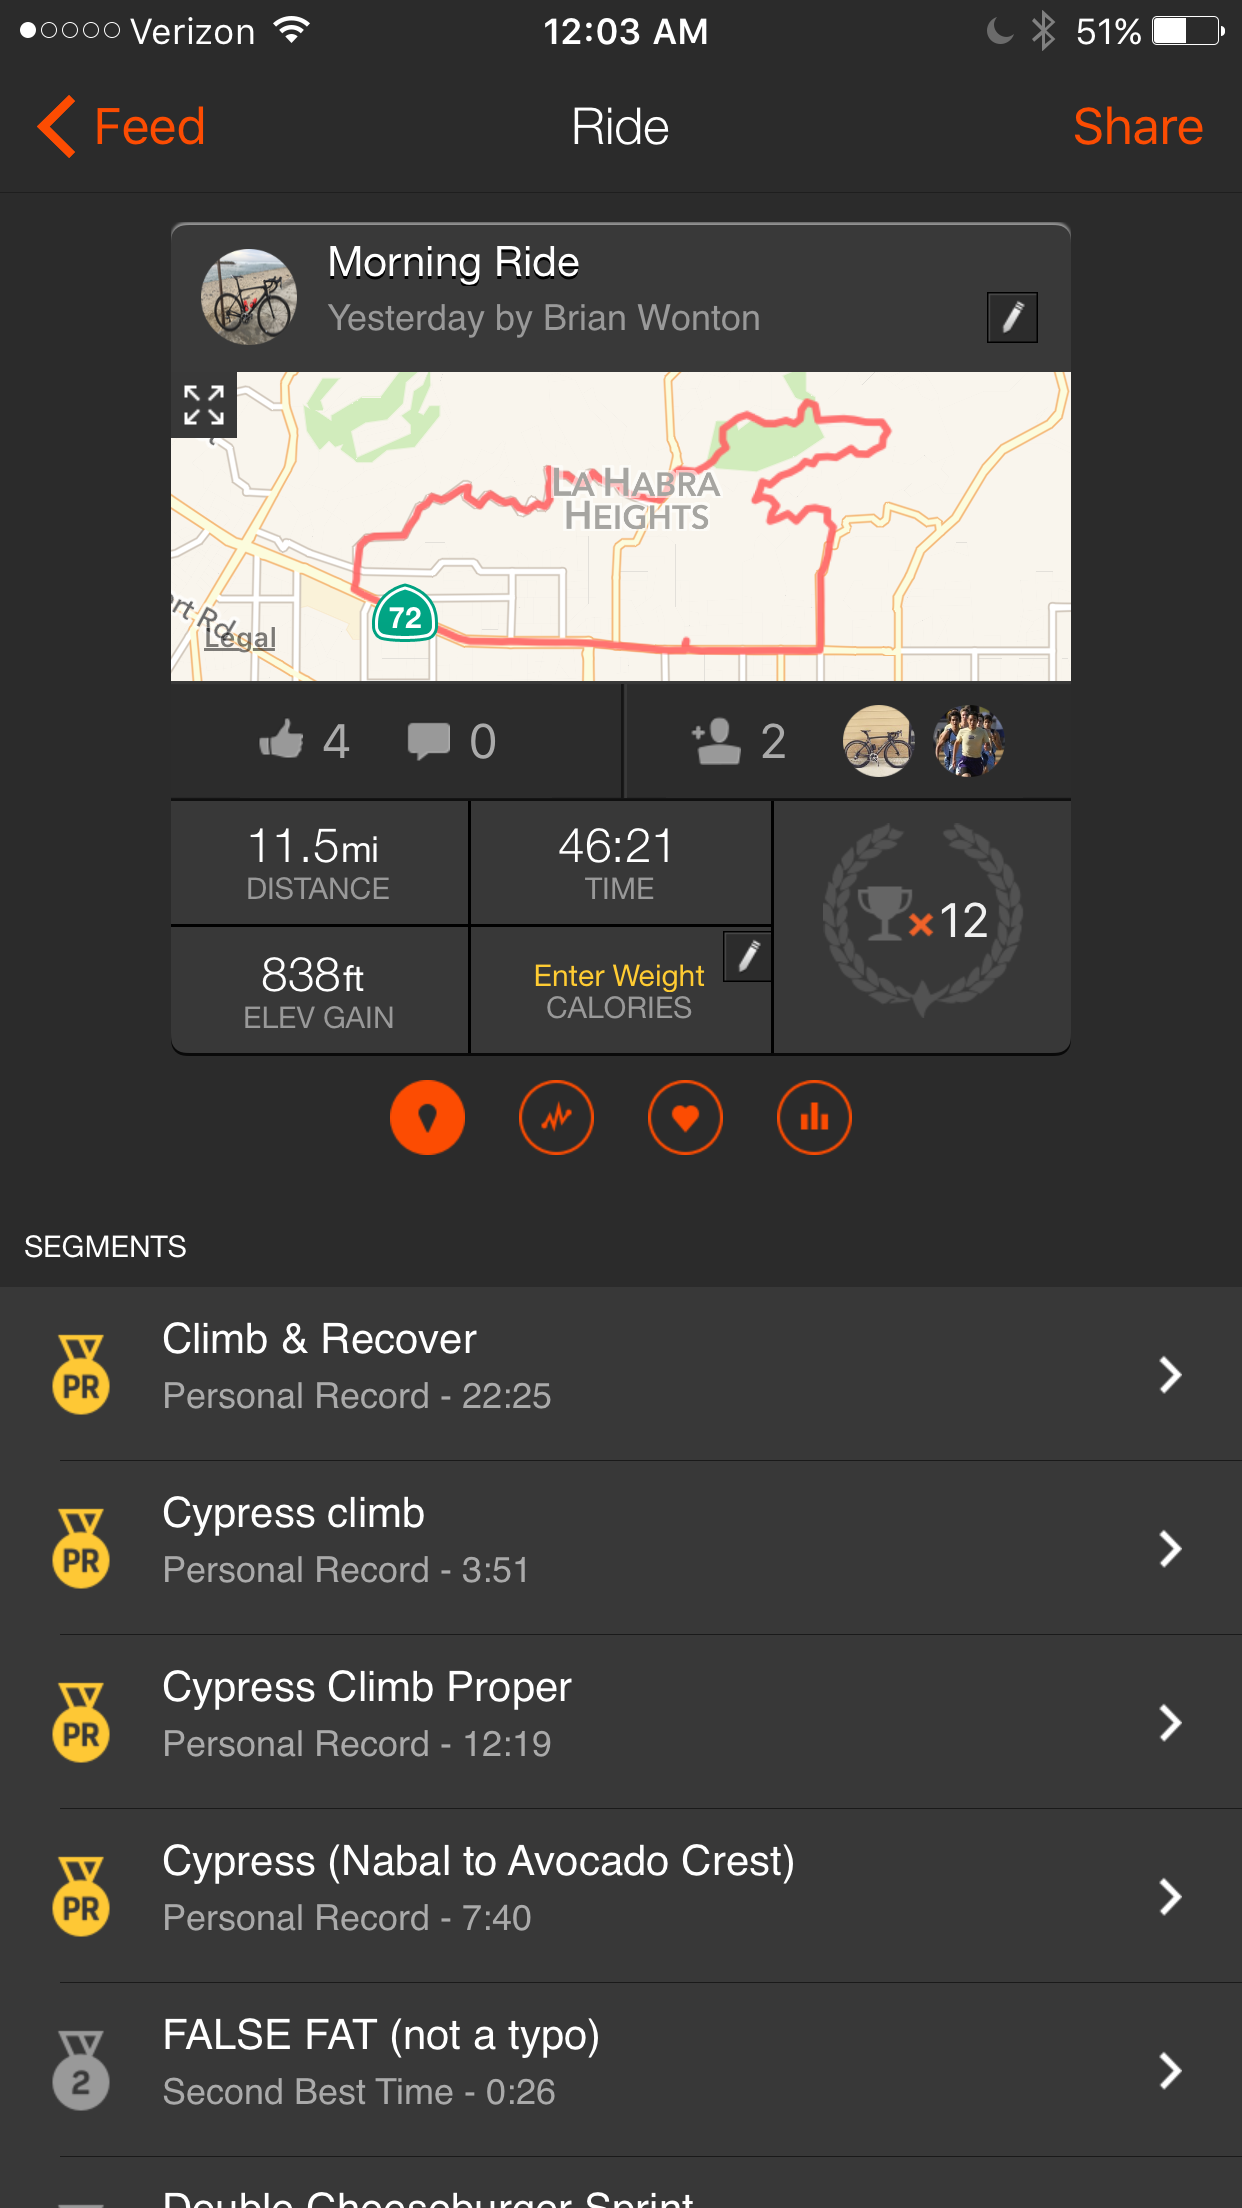 Verizon 12:03 AM 51%
Feed Ride Share
Morning Ride
Yesterday by Brian Wonton
LA HABRA
HEIGHTS
72
ort Rd
Legal
4 0 2
11.5mi
DISTANCE
46:21
TIME
×12
838ft
ELEV GAIN
Enter Weight
CALORIES
SEGMENTS
Climb & Recover
PR
Personal Record - 22:25
Cypress climb
PR
Personal Record - 3:51
Cypress Climb Proper
PR
Personal Record - 12:19
Cypress (Nabal to Avocado Crest)
PR
Personal Record - 7:40
FALSE FAT (not a typo)
2
Second Best Time - 0:26
Double Cheeseburger Sprint